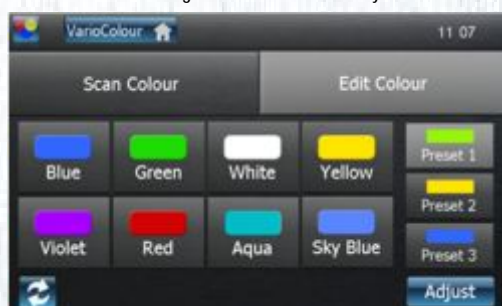 VarioColour 11 07
Scan Colour Edit Colour
Blue Green White Yellow Preset 1
Preset 2
Violet Red Aqua Sky Blue Preset 3
Adjust